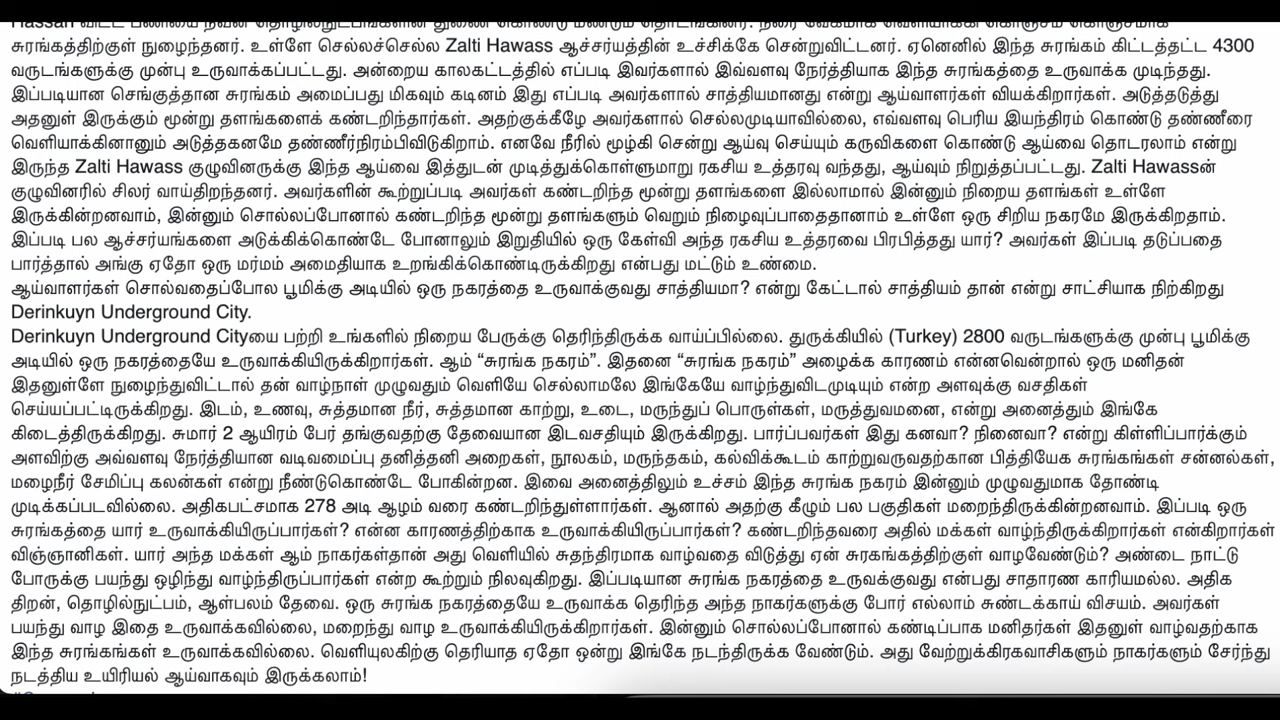 Hassan விட்ட பணியை நவீன தொழில்நுட்பங்களின் துணை கொண்டு மீண்டும் தொடங்கினர். நீரை வேகமாக வெளியாக்கி கொஞ்சம் கொஞ்சமாக
சுரங்கத்திற்குள் நுழைந்தனர். உள்ளே செல்லச்செல்ல Zalti Hawass ஆச்சர்யத்தின் உச்சிக்கே சென்றுவிட்டனர். ஏனெனில் இந்த சுரங்கம் கிட்டத்தட்ட 4300
வருடங்களுக்கு முன்பு உருவாக்கப்பட்டது. அன்றைய காலகட்டத்தில் எப்படி இவர்களால் இவ்வளவு நேர்த்தியாக இந்த சுரங்கத்தை உருவாக்க முடிந்தது.
இப்படியான செங்குத்தான சுரங்கம் அமைப்பது மிகவும் கடினம் இது எப்படி அவர்களால் சாத்தியமானது என்று ஆய்வாளர்கள் வியக்கிறார்கள். அடுத்தடுத்து
அதனுள் இருக்கும் மூன்று தளங்களைக் கண்டறிந்தார்கள். அதற்குக்கீழே அவர்களால் செல்லமுடியாவில்லை, எவ்வளவு பெரிய இயந்திரம் கொண்டு தண்ணீரை
வெளியாக்கினானும் அடுத்தகனமே தண்ணீர்நிரம்பிவிடுகிறாம். எனவே நீரில் மூழ்கி சென்று ஆய்வு செய்யும் கருவிகளை கொண்டு ஆய்வை தொடரலாம் என்று
இருந்த Zalti Hawass குழுவினருக்கு இந்த ஆய்வை இத்துடன் முடித்துக்கொள்ளுமாறு ரகசிய உத்தரவு வந்தது, ஆய்வும் நிறுத்தப்பட்டது. Zalti Hawassன்
குழுவினரில் சிலர் வாய்திறந்தனர். அவர்களின் கூற்றுப்படி அவர்கள் கண்டறிந்த மூன்று தளங்களை இல்லாமால் இன்னும் நிறைய தளங்கள் உள்ளே
இருக்கின்றனவாம், இன்னும் சொல்லப்போனால் கண்டறிந்த மூன்று தளங்களும் வெறும் நிழைவுப்பாதைதானாம் உள்ளே ஒரு சிறிய நகரமே இருக்கிறதாம்.
இப்படி பல ஆச்சர்யங்களை அடுக்கிக்கொண்டே போனாலும் இறுதியில் ஒரு கேள்வி அந்த ரகசிய உத்தரவை பிரபித்தது யார்? அவர்கள் இப்படி தடுப்பதை
பார்த்தால் அங்கு ஏதோ ஒரு மர்மம் அமைதியாக உறங்கிக்கொண்டிருக்கிறது என்பது மட்டும் உண்மை.
ஆய்வாளர்கள் சொல்வதைப்போல பூமிக்கு அடியில் ஒரு நகரத்தை உருவாக்குவது சாத்தியமா? என்று கேட்டால் சாத்தியம் தான் என்று சாட்சியாக நிற்கிறது
Derinkuyn Underground City.
Derinkuyn Underground Cityயை பற்றி உங்களில் நிறைய பேருக்கு தெரிந்திருக்க வாய்ப்பில்லை. துருக்கியில் (Turkey) 2800 வருடங்களுக்கு முன்பு பூமிக்கு
அடியில் ஒரு நகரத்தையே உருவாக்கியிருக்கிறார்கள். ஆம் “சுரங்க நகரம்”. இதனை “சுரங்க நகரம்” அழைக்க காரணம் என்னவென்றால் ஒரு மனிதன்
இதனுள்ளே நுழைந்துவிட்டால் தன் வாழ்நாள் முழுவதும் வெளியே செல்லாமலே இங்கேயே வாழ்ந்துவிடமுடியும் என்ற அளவுக்கு வசதிகள்
செய்யப்பட்டிருக்கிறது. இடம், உணவு, சுத்தமான நீர், சுத்தமான காற்று, உடை, மருந்துப் பொருள்கள், மருத்துவமனை, என்று அனைத்தும் இங்கே
கிடைத்திருக்கிறது. சுமார் 2 ஆயிரம் பேர் தங்குவதற்கு தேவையான இடவசதியும் இருக்கிறது. பார்ப்பவர்கள் இது கனவா? நினைவா? என்று கிள்ளிப்பார்க்கும்
அளவிற்கு அவ்வளவு நேர்த்தியான வடிவமைப்பு தனித்தனி அறைகள், நூலகம், மருந்தகம், கல்விக்கூடம் காற்றுவருவதற்கான பித்தியேக சுரங்கங்கள் சன்னல்கள்,
மழைநீர் சேமிப்பு கலன்கள் என்று நீண்டுகொண்டே போகின்றன. இவை அனைத்திலும் உச்சம் இந்த சுரங்க நகரம் இன்னும் முழுவதுமாக தோண்டி
முடிக்கப்படவில்லை. அதிகபட்சமாக 278 அடி ஆழம் வரை கண்டறிந்துள்ளார்கள். ஆனால் அதற்கு கீழும் பல பகுதிகள் மறைந்திருக்கின்றனவாம். இப்படி ஒரு
சுரங்கத்தை யார் உருவாக்கியிருப்பார்கள்? என்ன காரணத்திற்காக உருவாக்கியிருப்பார்கள்? கண்டறிந்தவரை அதில் மக்கள் வாழ்ந்திருக்கிறார்கள் என்கிறார்கள்
விஞ்ஞானிகள். யார் அந்த மக்கள் ஆம் நாகர்கள்தான் அது வெளியில் சுதந்திரமாக வாழ்வதை விடுத்து ஏன் சுரகங்கத்திற்குள் வாழவேண்டும்? அண்டை நாட்டு
போருக்கு பயந்து ஒழிந்து வாழ்ந்திருப்பார்கள் என்ற கூற்றும் நிலவுகிறது. இப்படியான சுரங்க நகரத்தை உருவக்குவது என்பது சாதாரண காரியமல்ல. அதிக
திறன், தொழில்நுட்பம், ஆள்பலம் தேவை. ஒரு சுரங்க நகரத்தையே உருவாக்க தெரிந்த அந்த நாகர்களுக்கு போர் எல்லாம் சுண்டக்காய் விசயம். அவர்கள்
பயந்து வாழ இதை உருவாக்கவில்லை, மறைந்து வாழ உருவாக்கியிருக்கிறார்கள். இன்னும் சொல்லப்போனால் கண்டிப்பாக மனிதர்கள் இதனுள் வாழ்வதற்காக
இந்த சுரங்கங்கள் உருவாக்கவில்லை. வெளியுலகிற்கு தெரியாத ஏதோ ஒன்று இங்கே நடந்திருக்க வேண்டும். அது வேற்றுக்கிரகவாசிகளும் நாகர்களும் சேர்ந்து
நடத்திய உயிரியல் ஆய்வாகவும் இருக்கலாம்!